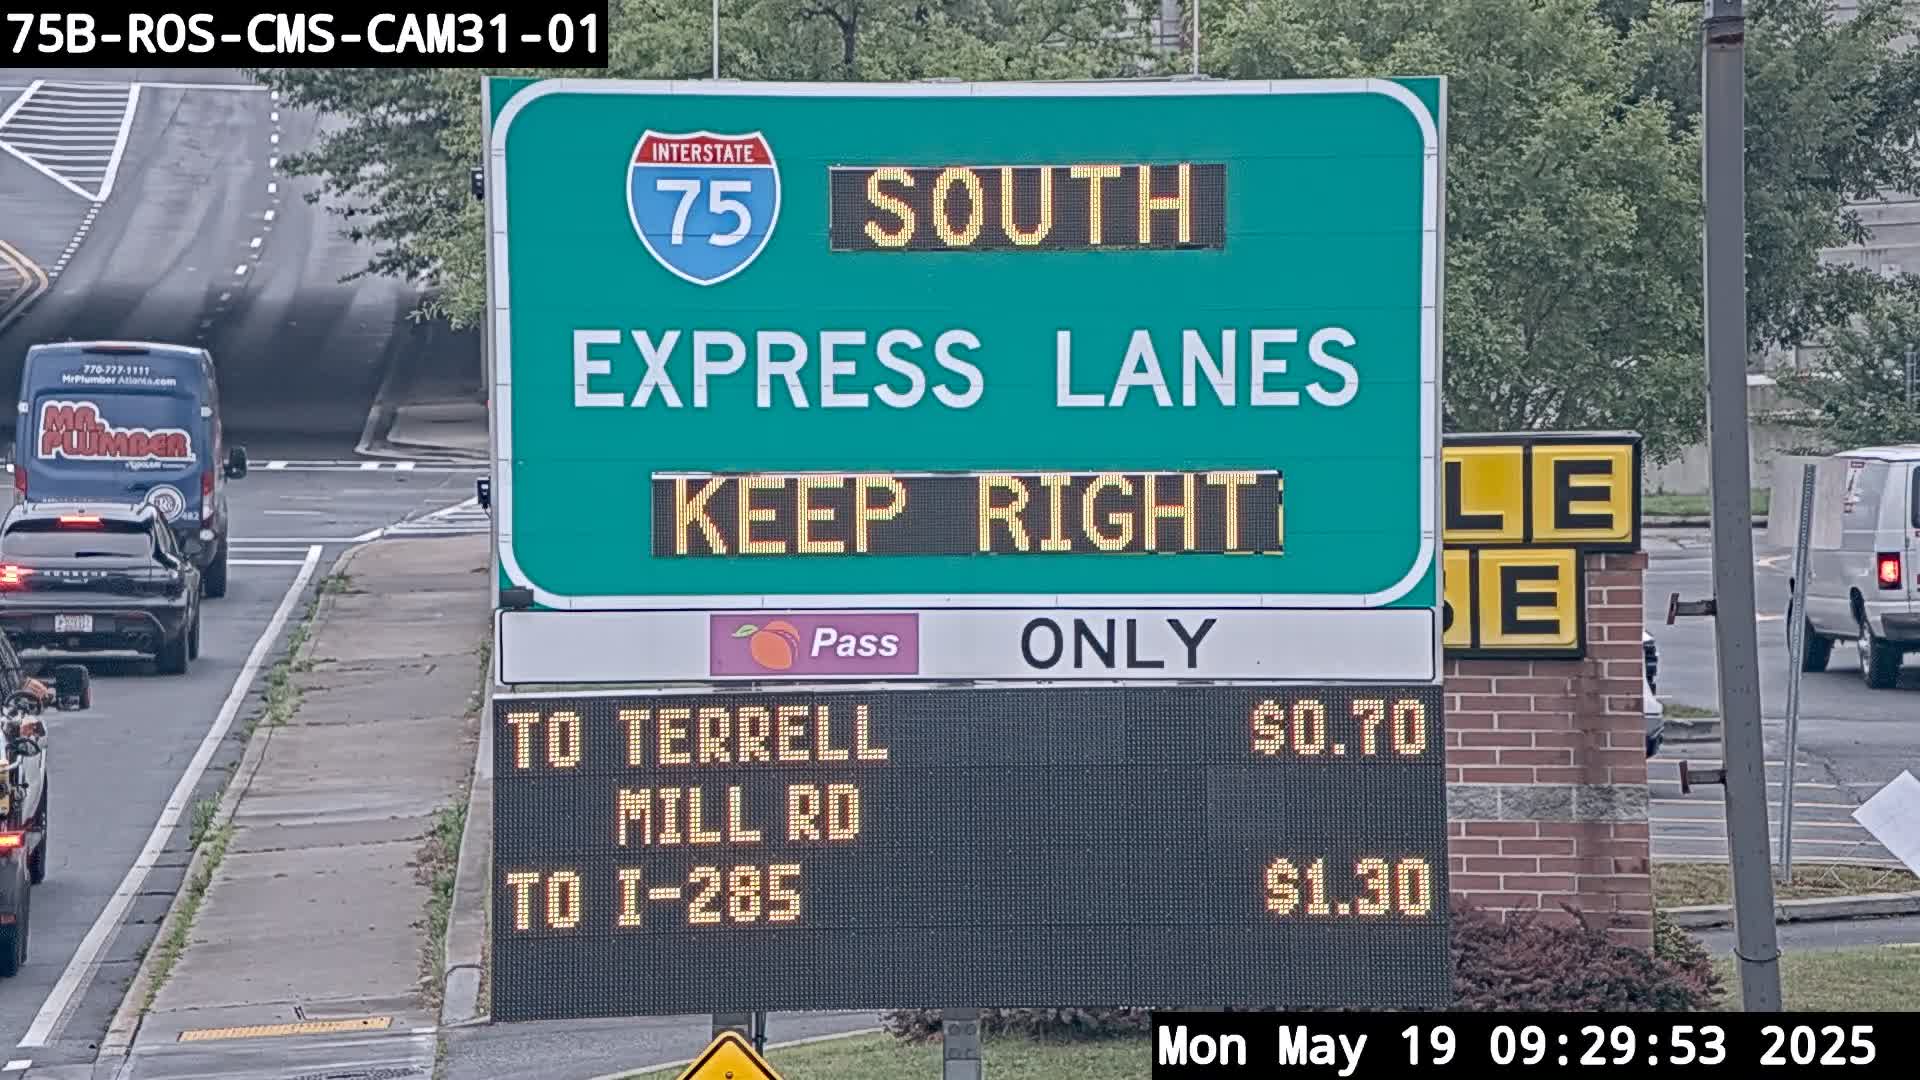 75B-ROS-CMS-CAM31-01
INTERSTATE
75
SOUTH
EXPRESS LANES
KEEP RIGHT
Pass ONLY
TO TERRELL $0.70
MILL RD
TO I-285 $1.30
770-777-1111
MrPlumberAtlanta.com
MR.
PLUMBER
PORSCHE
LE
E
Mon May 19 09:29:53 2025